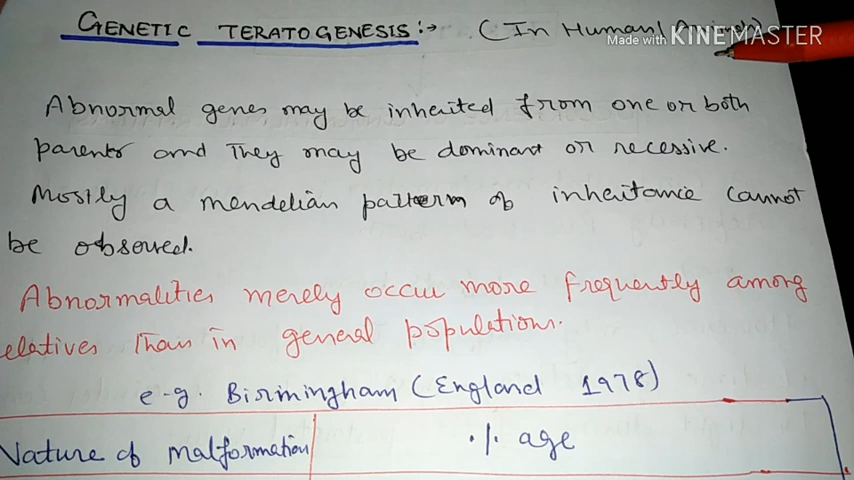 GENETIC TERATOGENESIS :→ (In Human/Animals)
Made with KINEMASTER
Abnormal genes may be inherited from one or both
parents and They may be dominant or recessive.
Mostly a mendelian pattern of inheritance cannot
be observed.
Abnormalities merely occur more frequently among
elatives Than in general populations.
e-g. Birmingham (England 1978)
Nature of malformation
% age